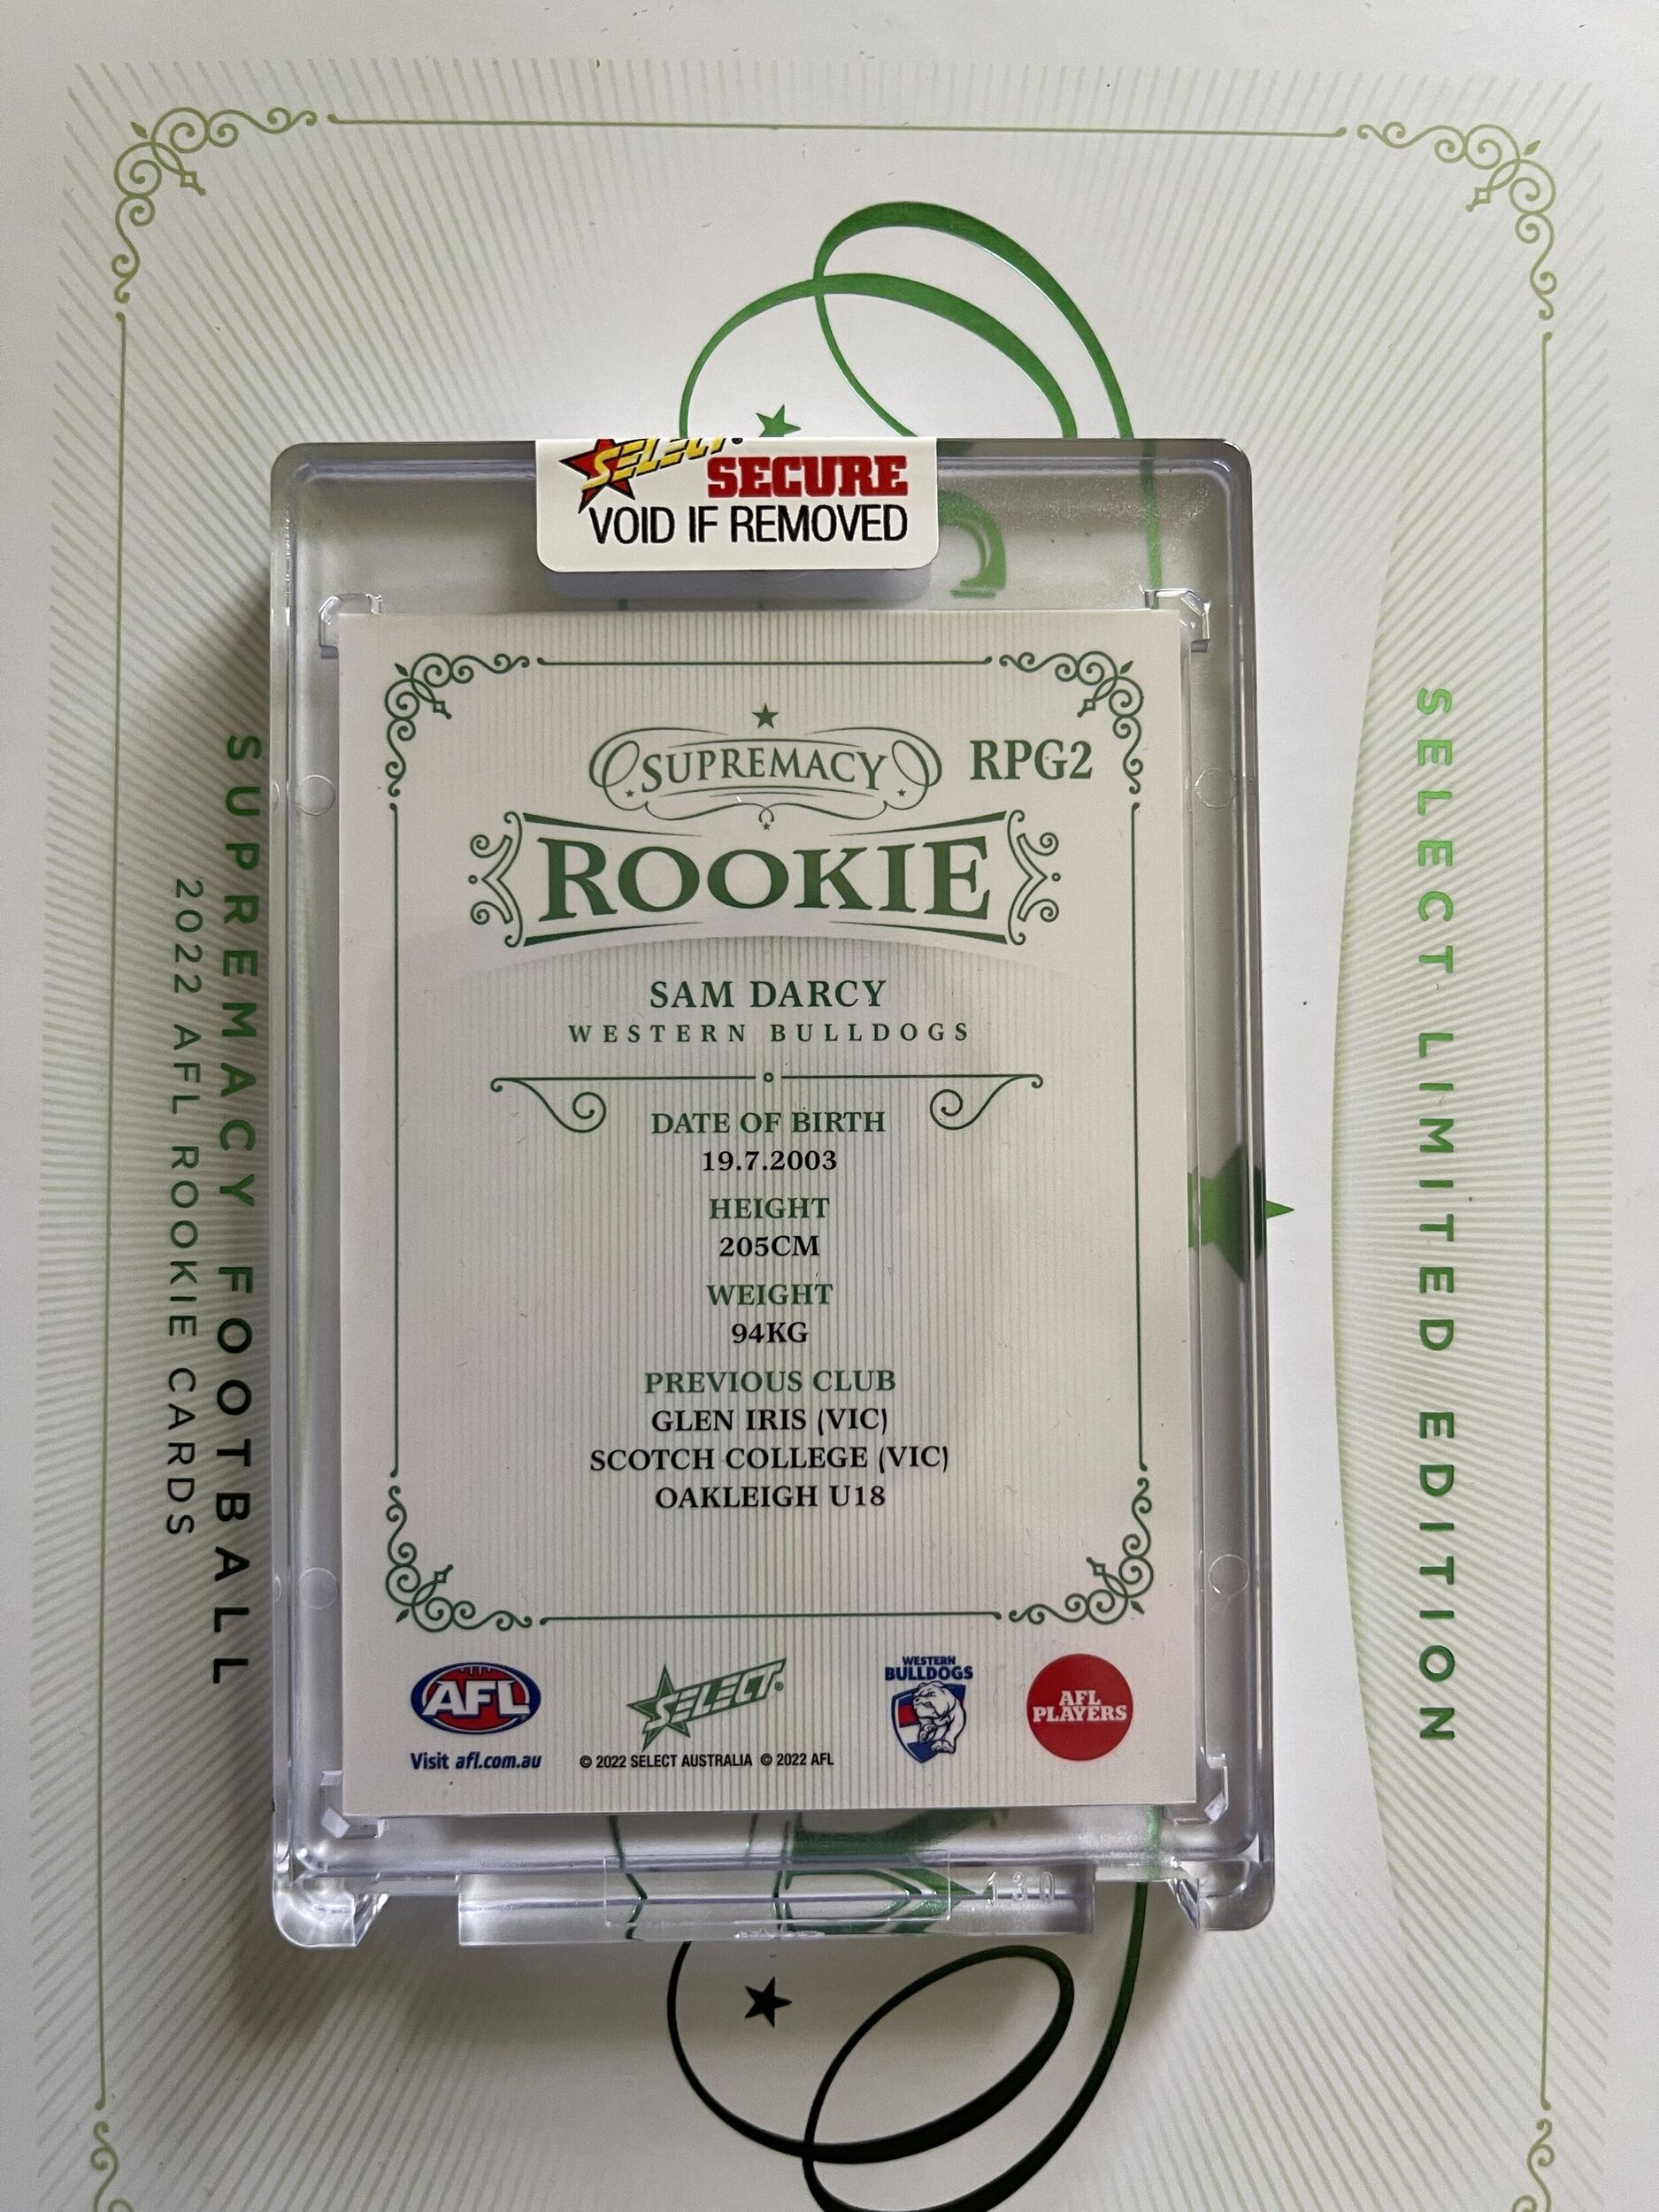 SELECT®
SECURE
VOID IF REMOVED
SUPREMACY
RPG2
ROOKIE
SAM DARCY
WESTERN BULLDOGS
DATE OF BIRTH
19.7.2003
HEIGHT
205CM
WEIGHT
94KG
PREVIOUS CLUB
GLEN IRIS (VIC)
SCOTCH COLLEGE (VIC)
OAKLEIGH U18
AFL
Visit afl.com.au
SELECT®
© 2022 SELECT AUSTRALIA © 2022 AFL
WESTERN
BULLDOGS
AFL
PLAYERS
130
SELECT LIMITED EDITION
SUPREMACY FOOTBALL
2022 AFL ROOKIE CARDS